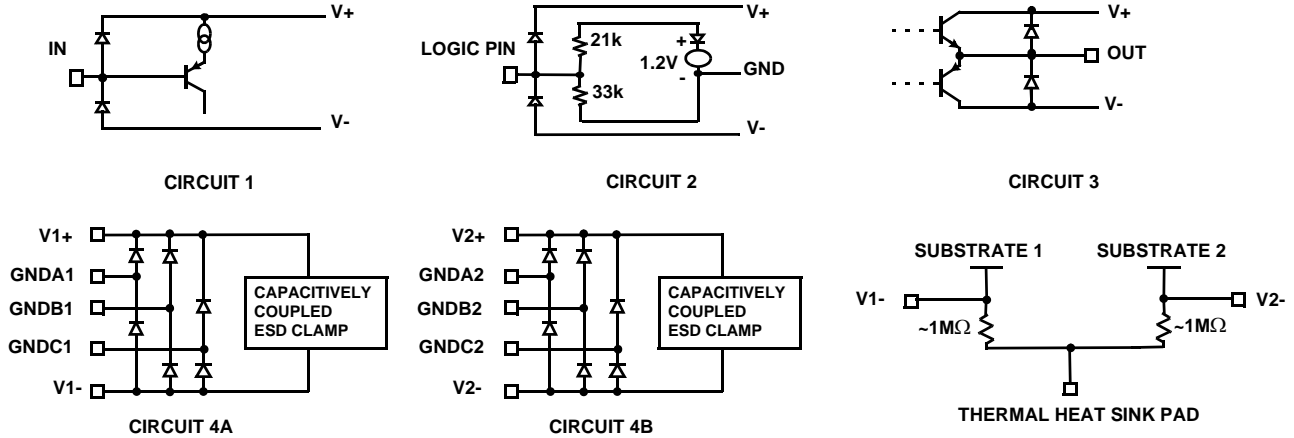 V+
IN
V-
CIRCUIT 1
V+
LOGIC PIN
21k
33k
+
1.2V
-
GND
V-
CIRCUIT 2
V+
OUT
V-
CIRCUIT 3
V1+
GNDA1
GNDB1
GNDC1
V1-
CAPACITIVELY
COUPLED
ESD CLAMP
CIRCUIT 4A
V2+
GNDA2
GNDB2
GNDC2
V2-
CAPACITIVELY
COUPLED
ESD CLAMP
CIRCUIT 4B
SUBSTRATE 1
SUBSTRATE 2
V1-
V2-
~1MΩ
~1MΩ
THERMAL HEAT SINK PAD